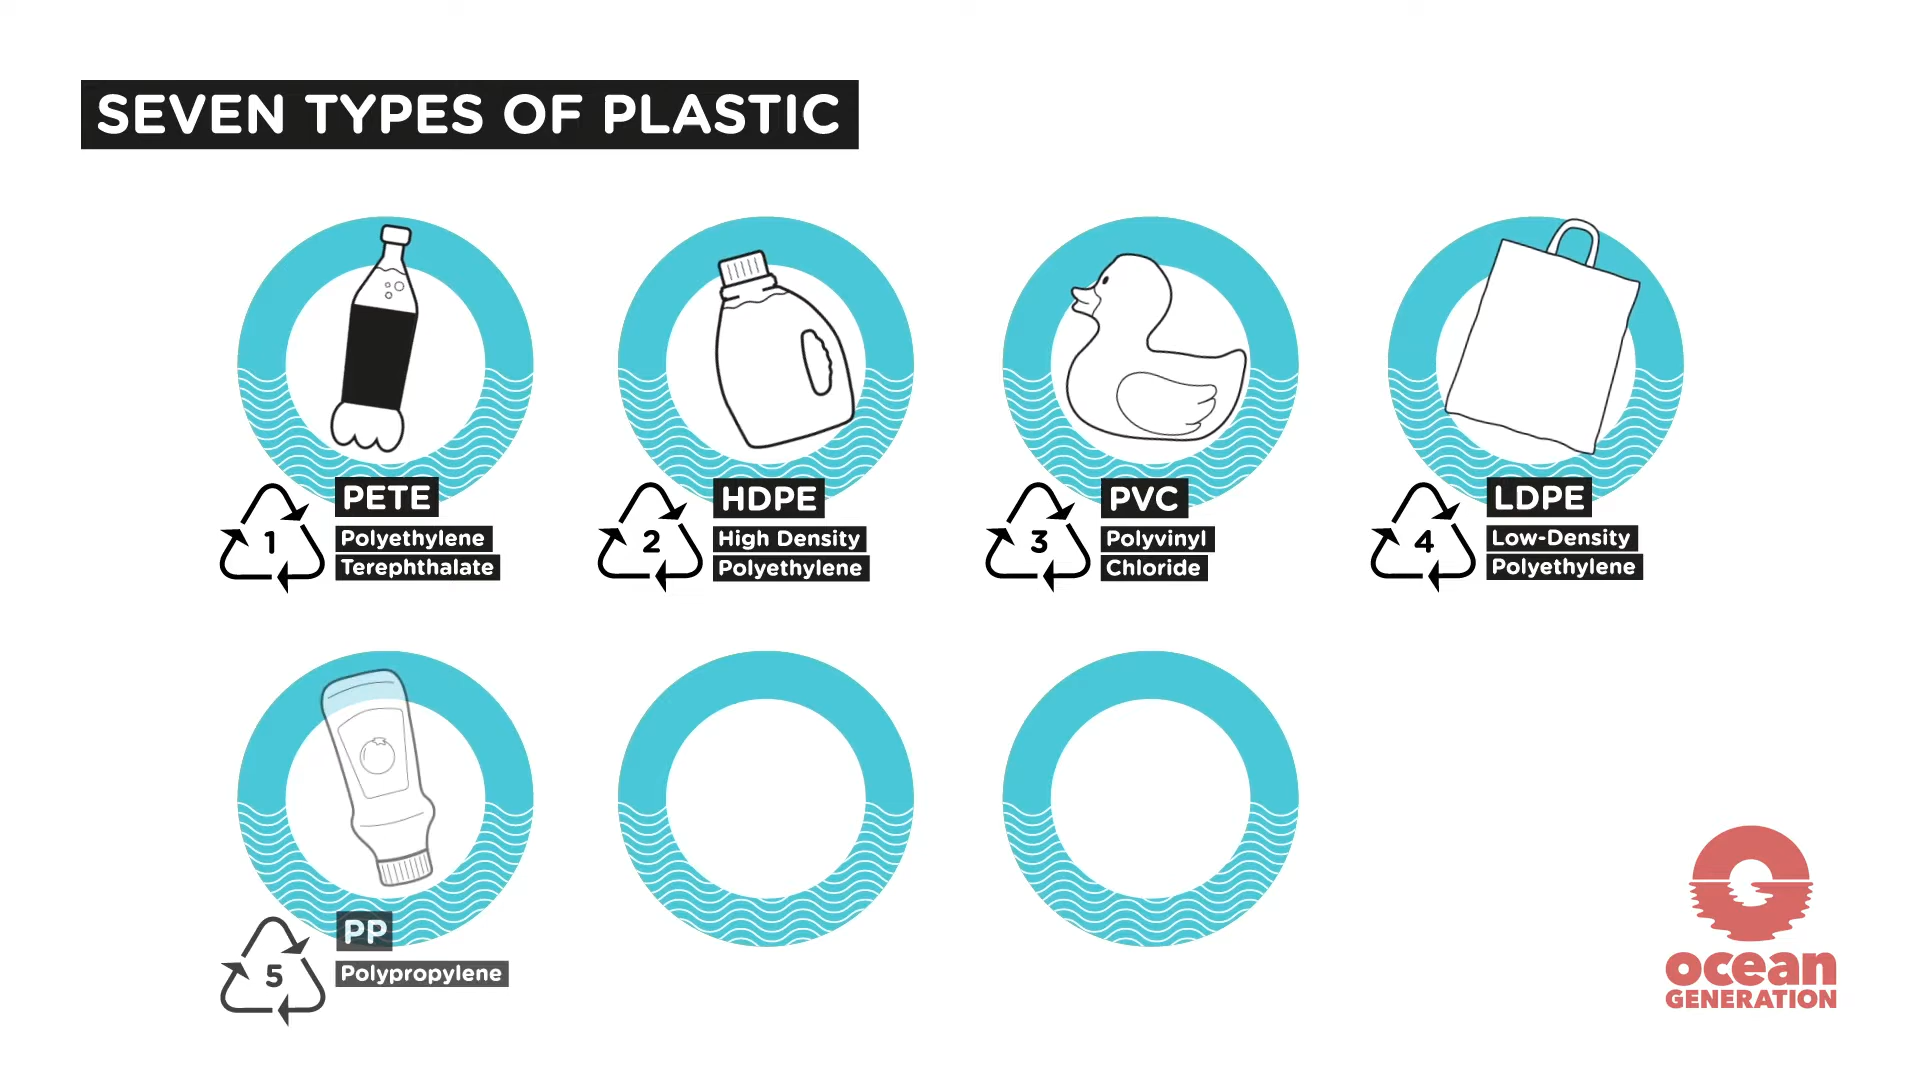 SEVEN TYPES OF PLASTIC
1
PETE
Polyethylene
Terephthalate
2
HDPE
High Density
Polyethylene
3
PVC
Polyvinyl
Chloride
4
LDPE
Low-Density
Polyethylene
5
PP
Polypropylene
ocean
GENERATION